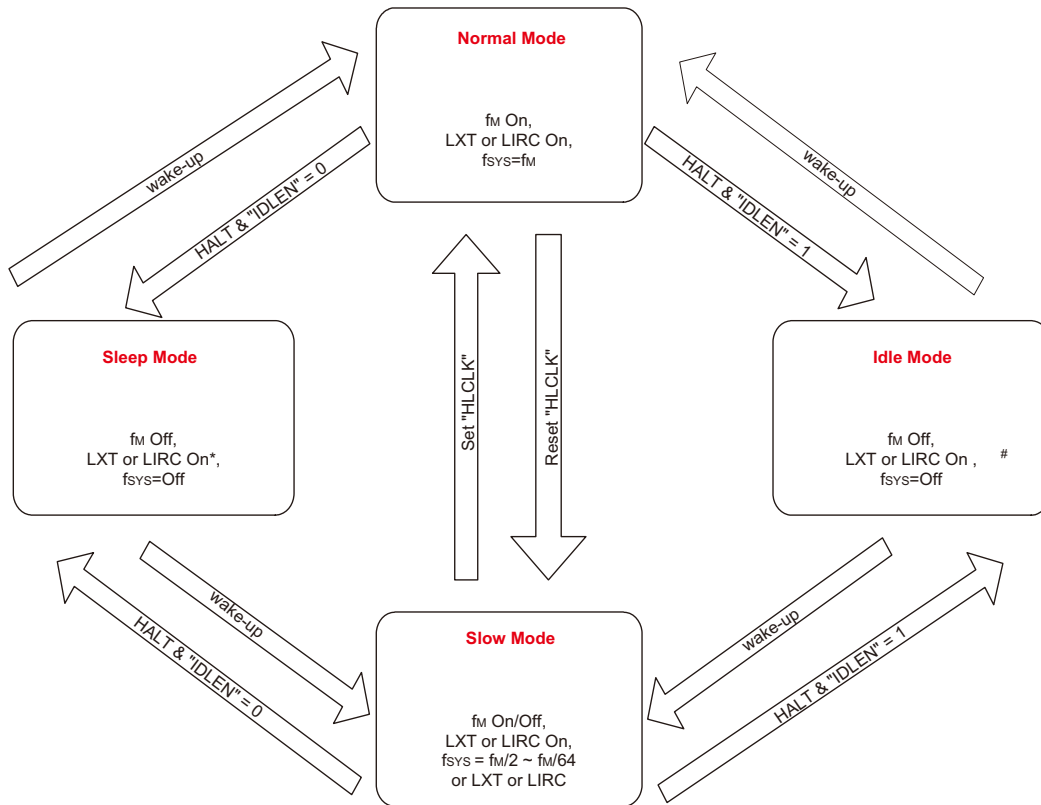 Normal Mode
fM On,
LXT or LIRC On,
fSYS=fM
wake-up
HALT & "IDLEN" = 0
HALT & "IDLEN" = 1
wake-up
Sleep Mode
fM Off,
LXT or LIRC On*,
fSYS=Off
Set "HLCLK"
Reset "HLCLK"
Idle Mode
fM Off,
LXT or LIRC On , #
fSYS=Off
wake-up
HALT & "IDLEN" = 0
wake-up
HALT & "IDLEN" = 1
Slow Mode
fM On/Off,
LXT or LIRC On,
fSYS = fM/2 ~ fM/64
or LXT or LIRC